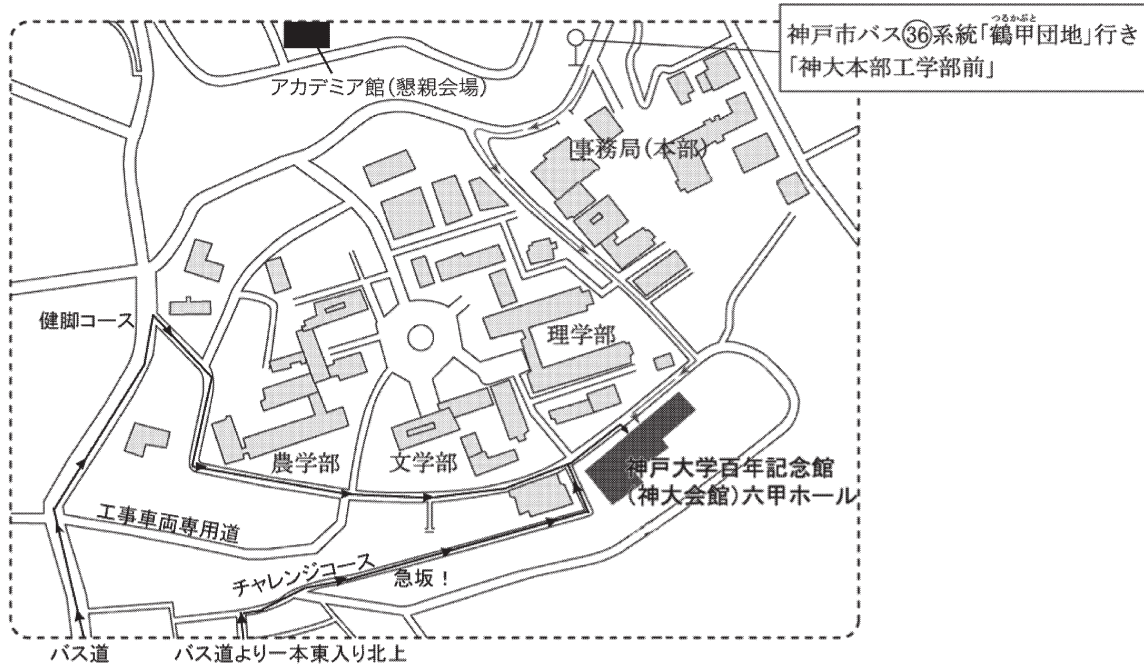 つるかぶと
神戸市バス㊱系統「鶴甲団地」行き
「神大本部工学部前」
アカデミア館(懇親会場)
事務局(本部)
健脚コース
理学部
農学部
文学部
神戸大学百年記念館
(神大会館)六甲ホール
工事車両専用道
チャレンジコース
急坂!
バス道
バス道より一本東入り北上